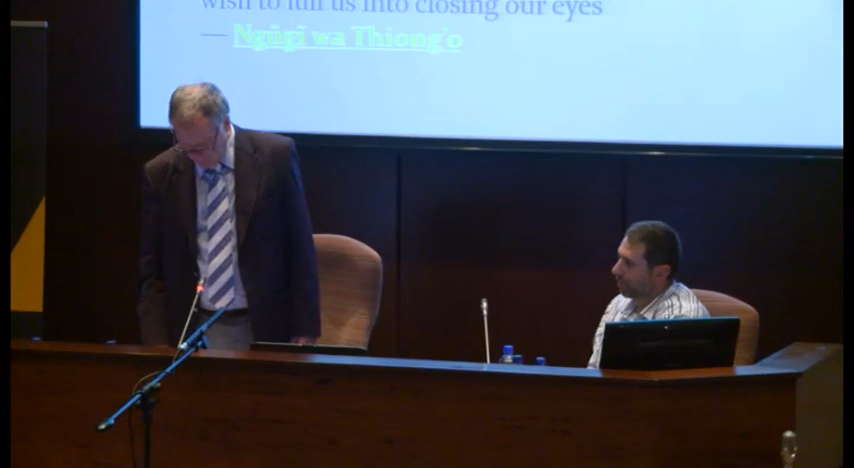 wish to lull us into closing our eyes"
— Ngũgĩ wa Thiong'o